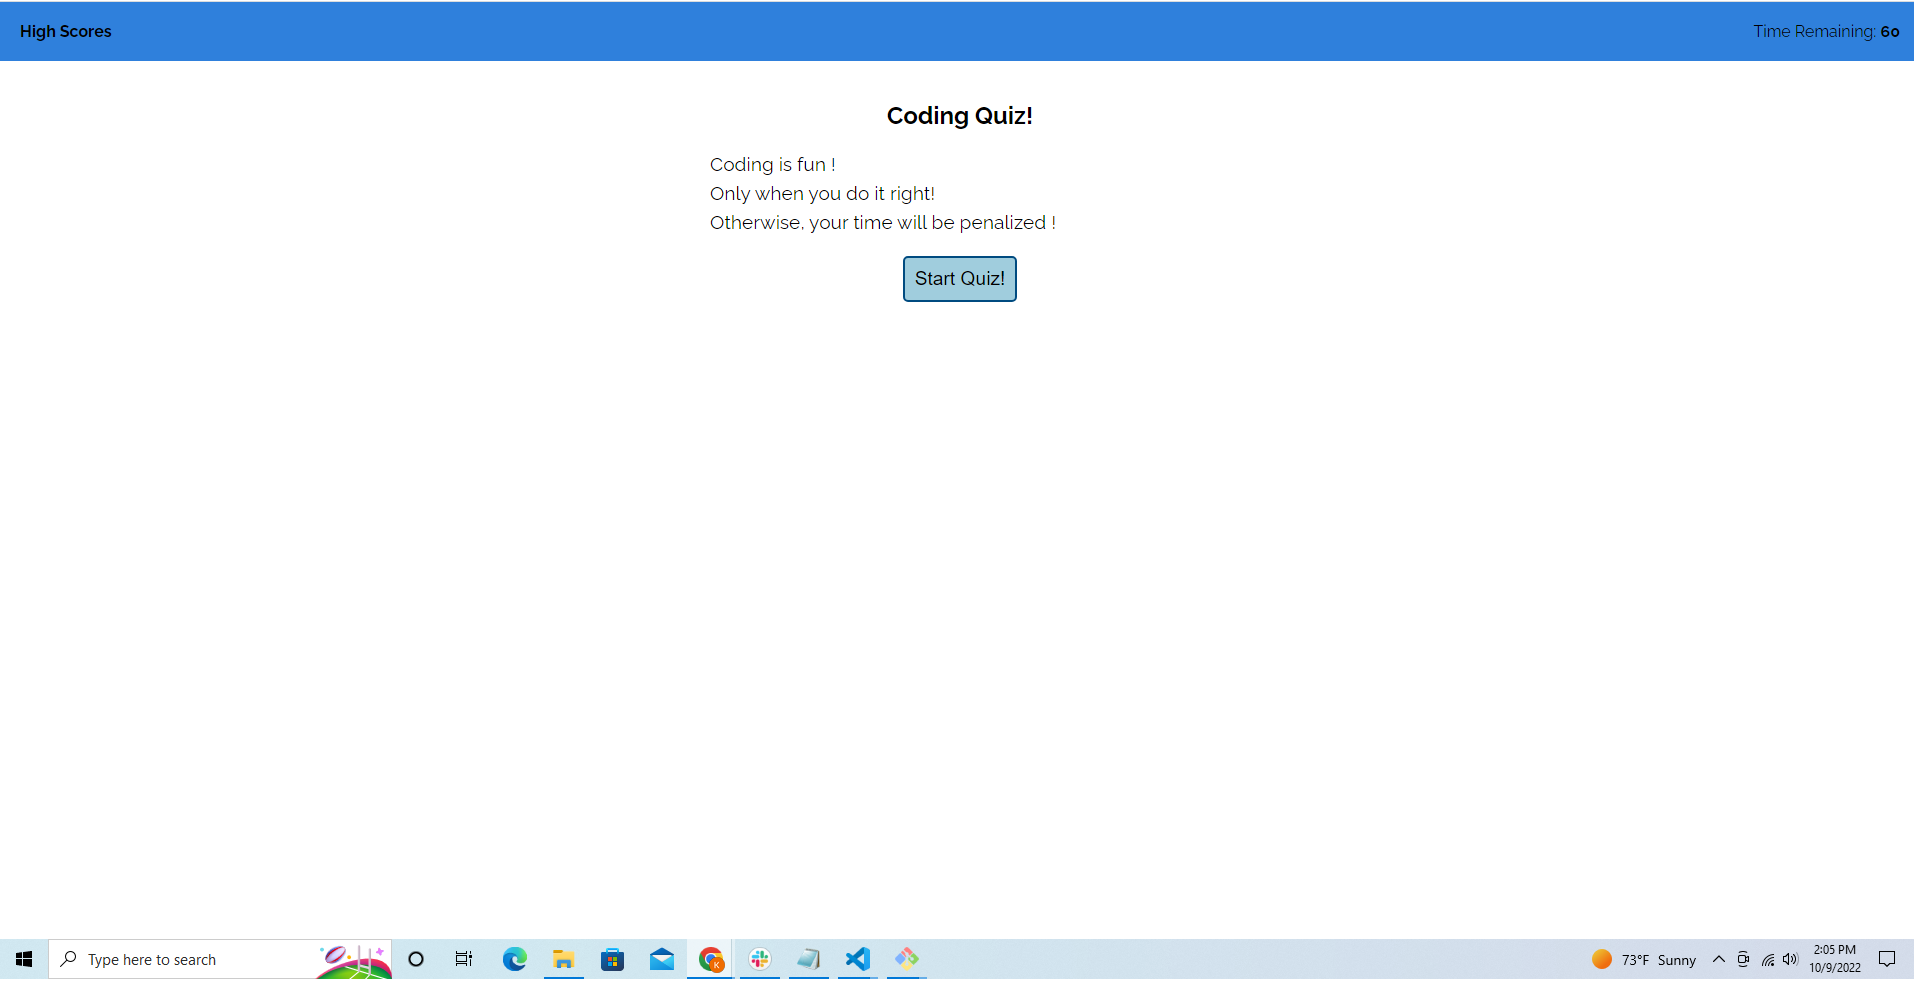 High Scores
Time Remaining: 60
Coding Quiz!
Coding is fun !
Only when you do it right!
Otherwise, your time will be penalized !
Start Quiz!
Type here to search
K
73°F Sunny
2:05 PM
10/9/2022